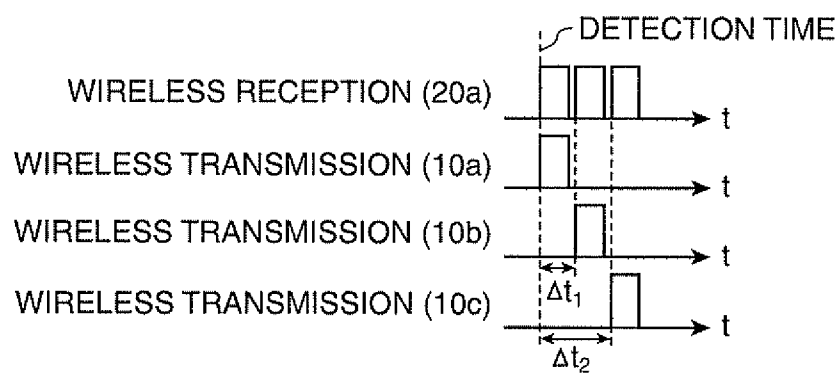 DETECTION TIME
WIRELESS RECEPTION (20a)
t
WIRELESS TRANSMISSION (10a)
t
WIRELESS TRANSMISSION (10b)
t
Δt₁
WIRELESS TRANSMISSION (10c)
t
Δt₂